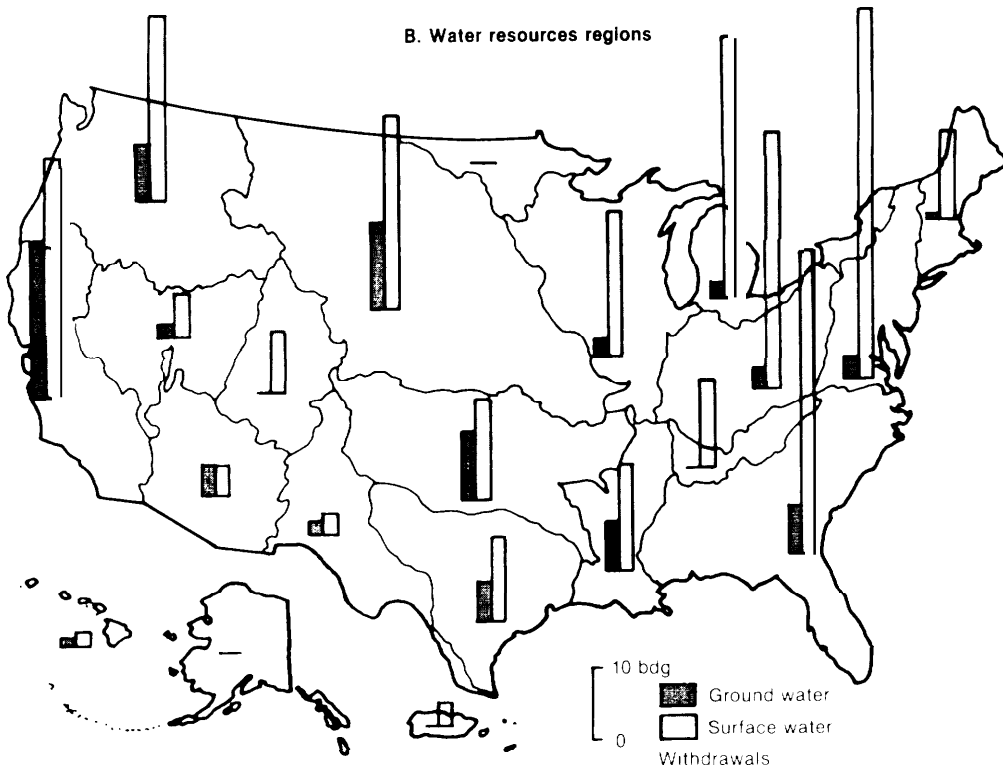 B. Water resources regions
10 bdg
Ground water
Surface water
0
Withdrawals